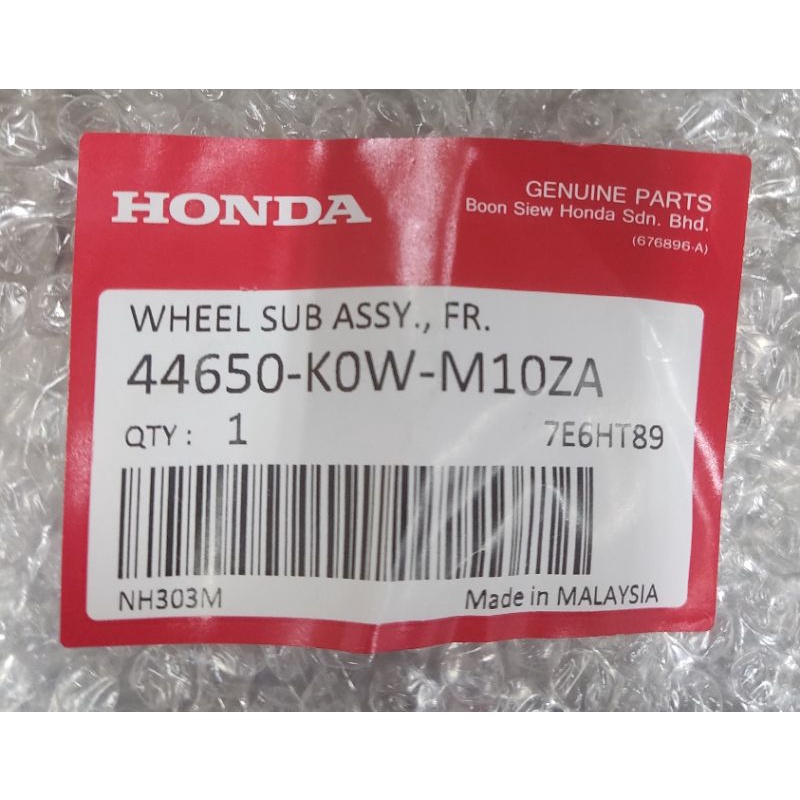 HONDA
GENUINE PARTS
Boon Siew Honda Sdn. Bhd.
(676896-A)
WHEEL SUB ASSY., FR.
44650-K0W-M10ZA
QTY : 1 7E6HT89
NH303M Made in MALAYSIA